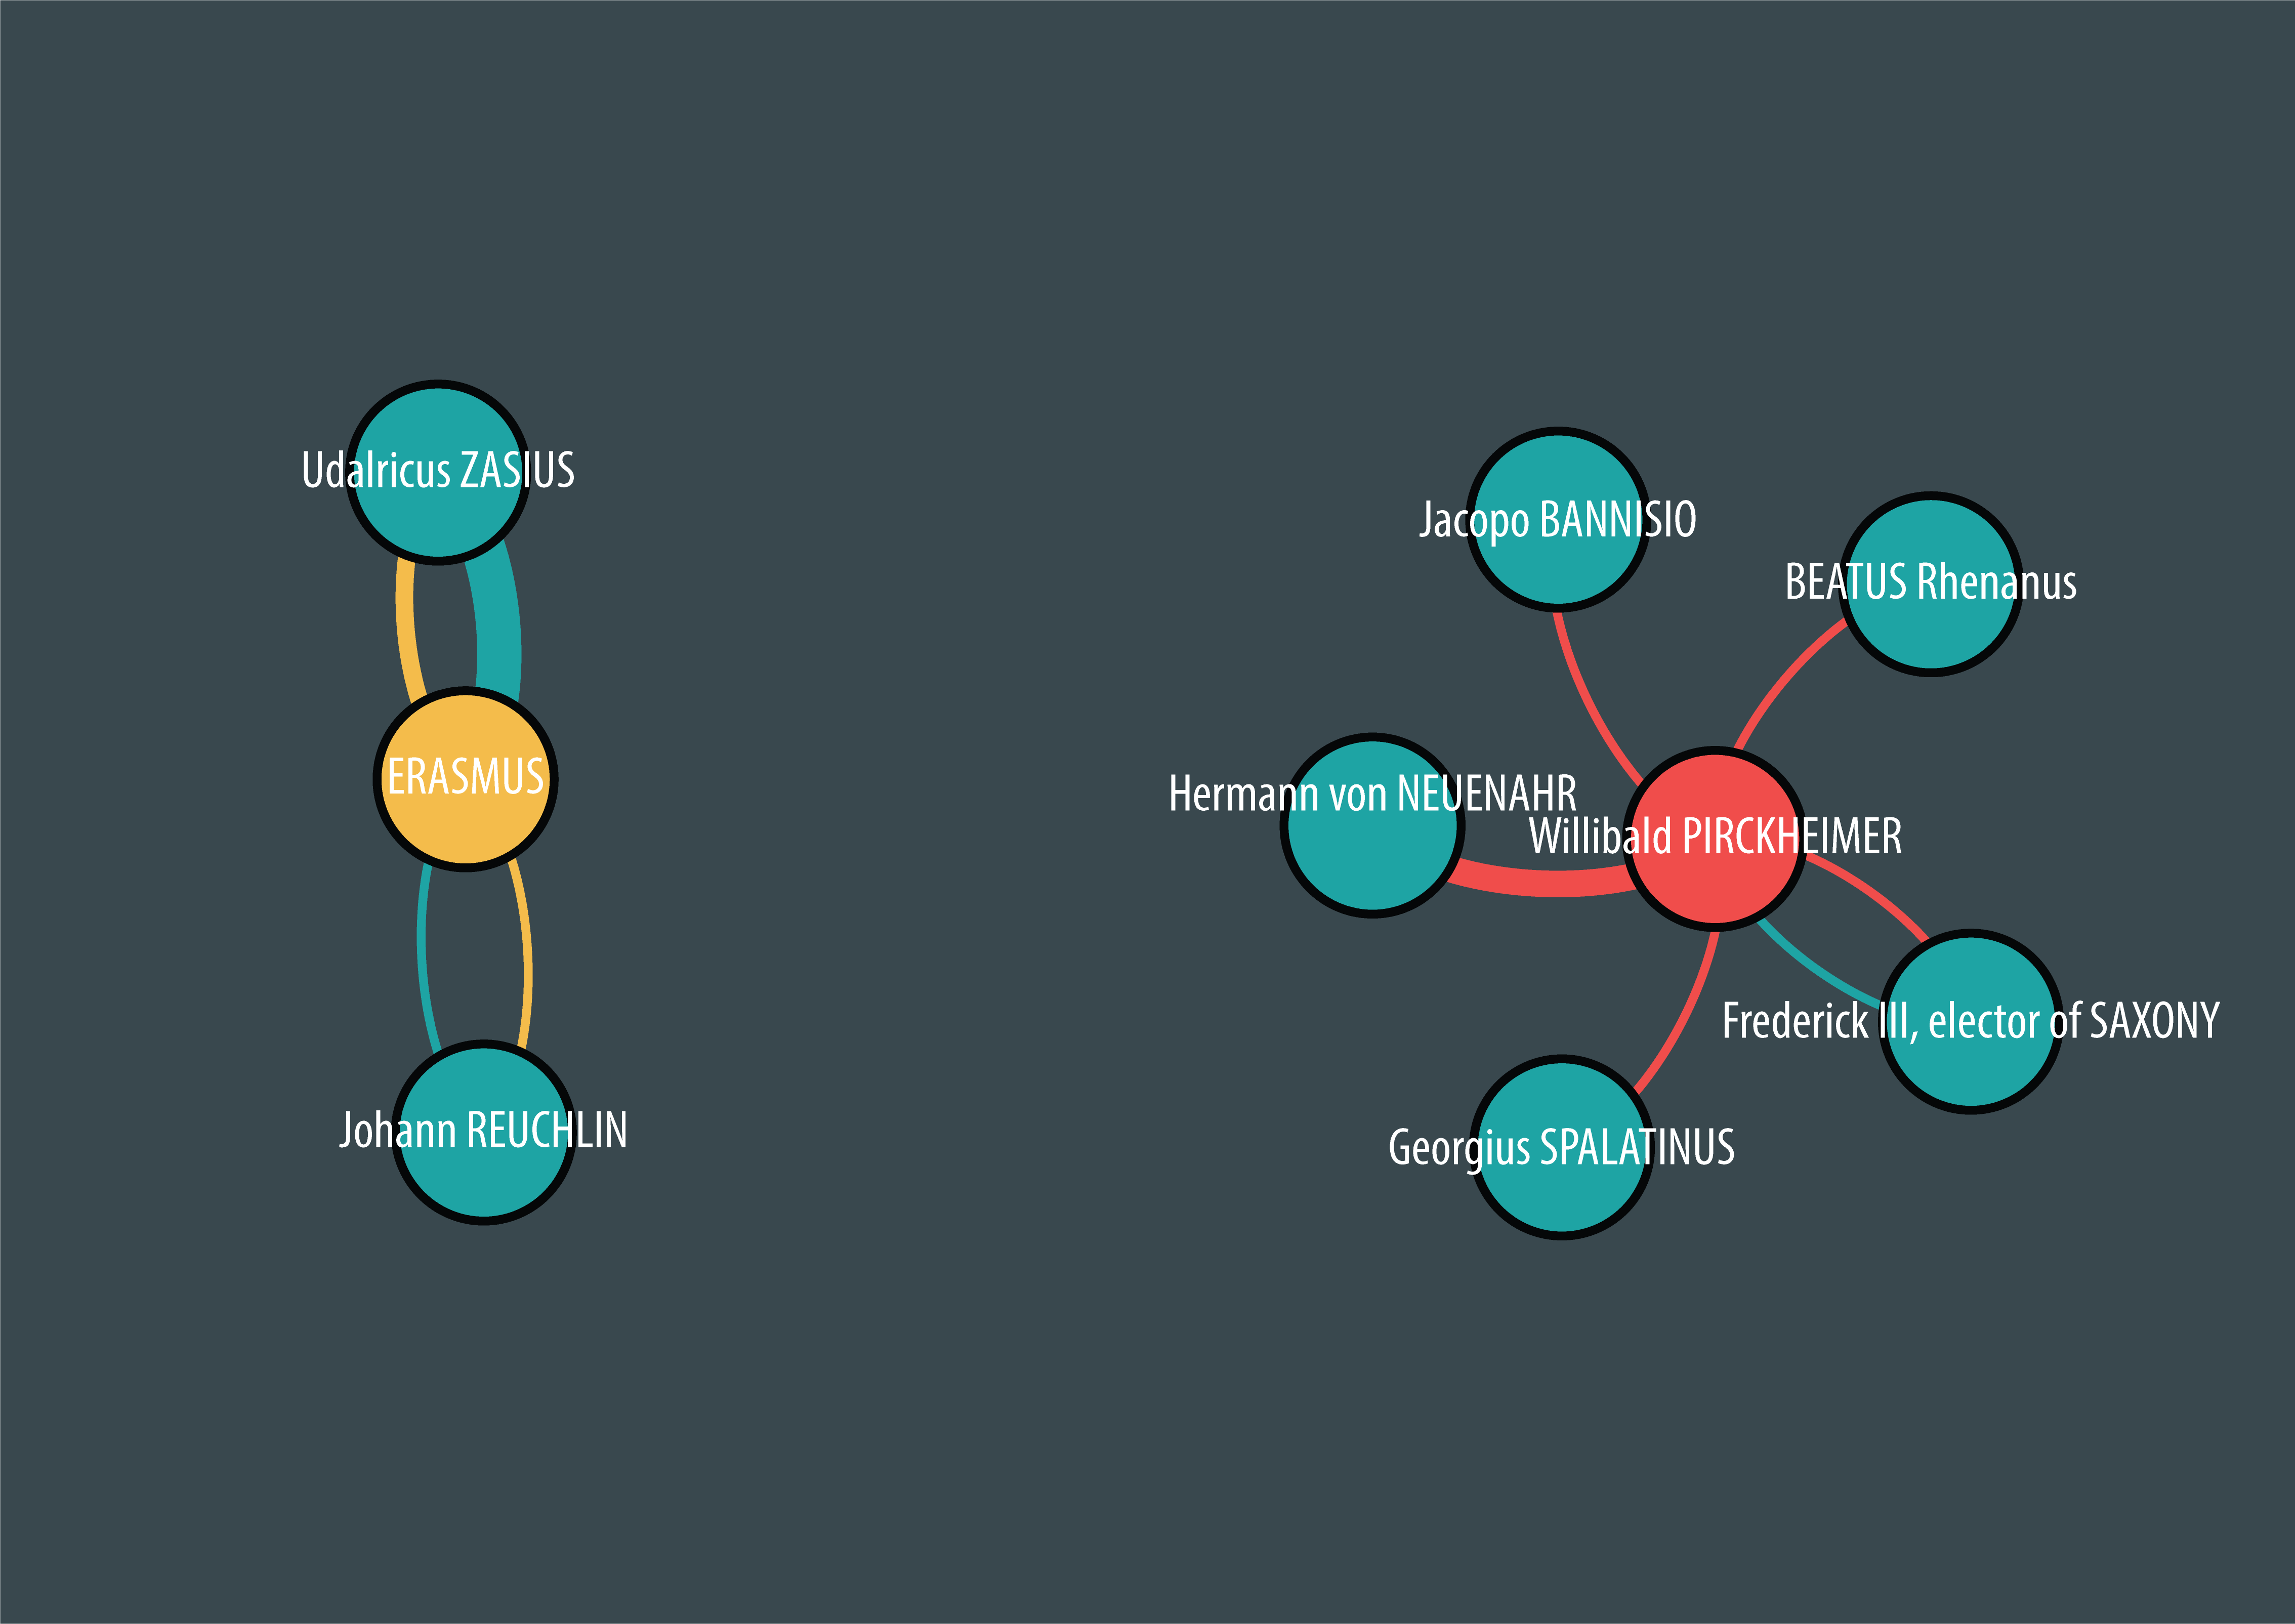 Udalricus ZASIUS
ERASMUS
Johann REUCHLIN
Jacopo BANNISIO
BEATUS Rhenanus
Hermann von NEUENAHR
Willibald PIRCKHEIMER
Frederick III, elector of SAXONY
Georgius SPALATINUS